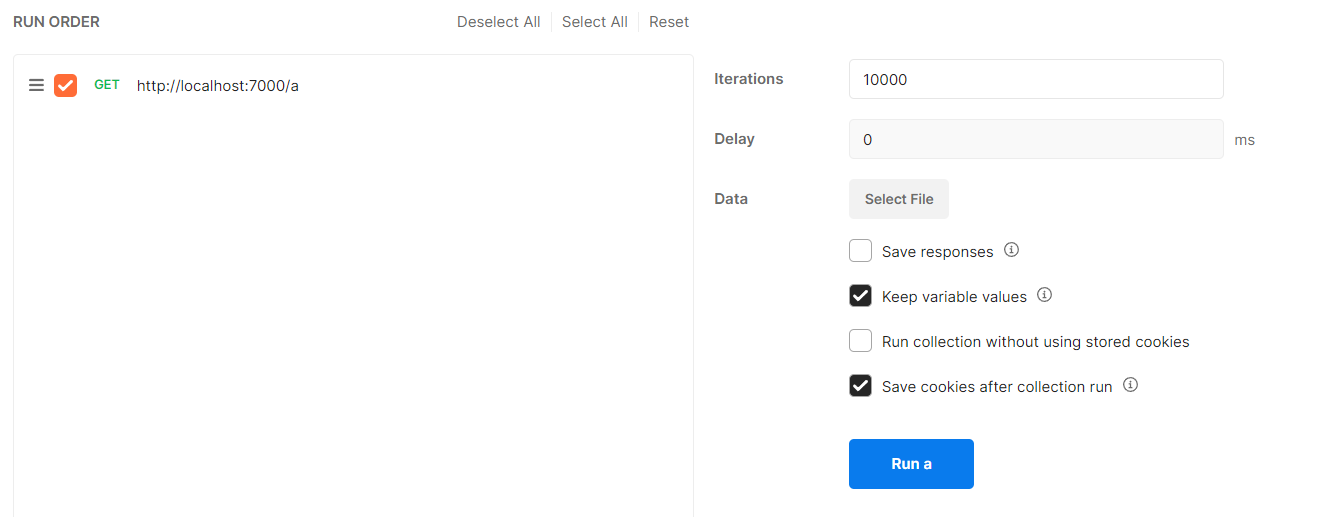 RUN ORDER
Deselect All
Select All
Reset
GET http://localhost:7000/a
Iterations 10000
Delay 0 ms
Data Select File
Save responses
Keep variable values
Run collection without using stored cookies
Save cookies after collection run
Run a